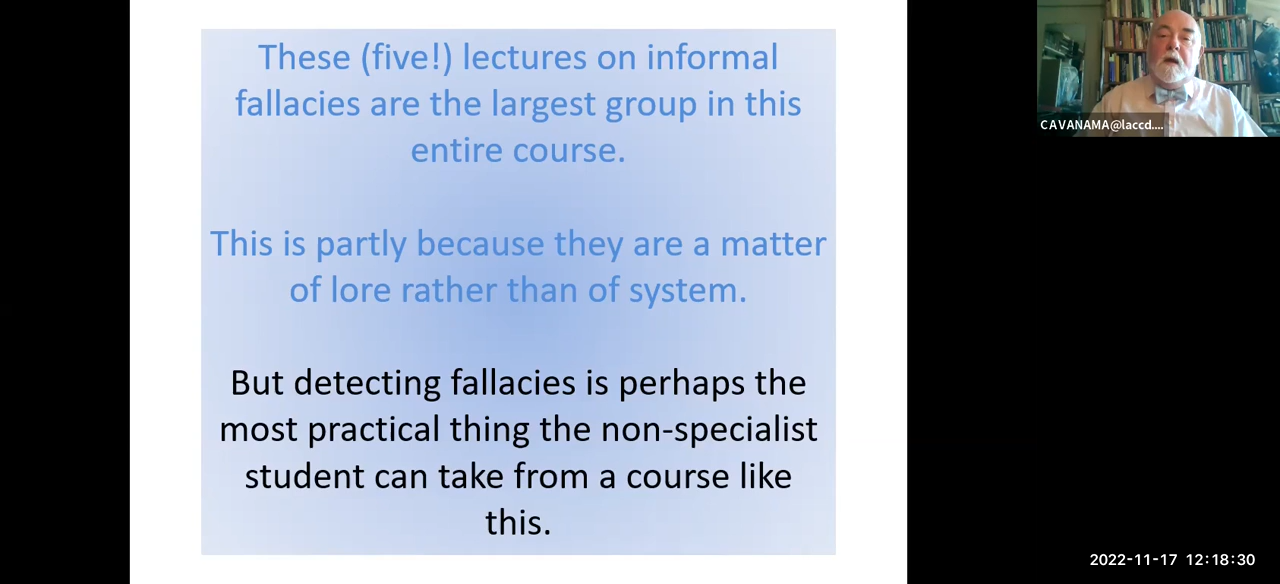 These (five!) lectures on informal
fallacies are the largest group in this
entire course.
This is partly because they are a matter
of lore rather than of system.
But detecting fallacies is perhaps the
most practical thing the non-specialist
student can take from a course like
this.
CAVANAMA@laccd....
2022-11-17 12:18:30